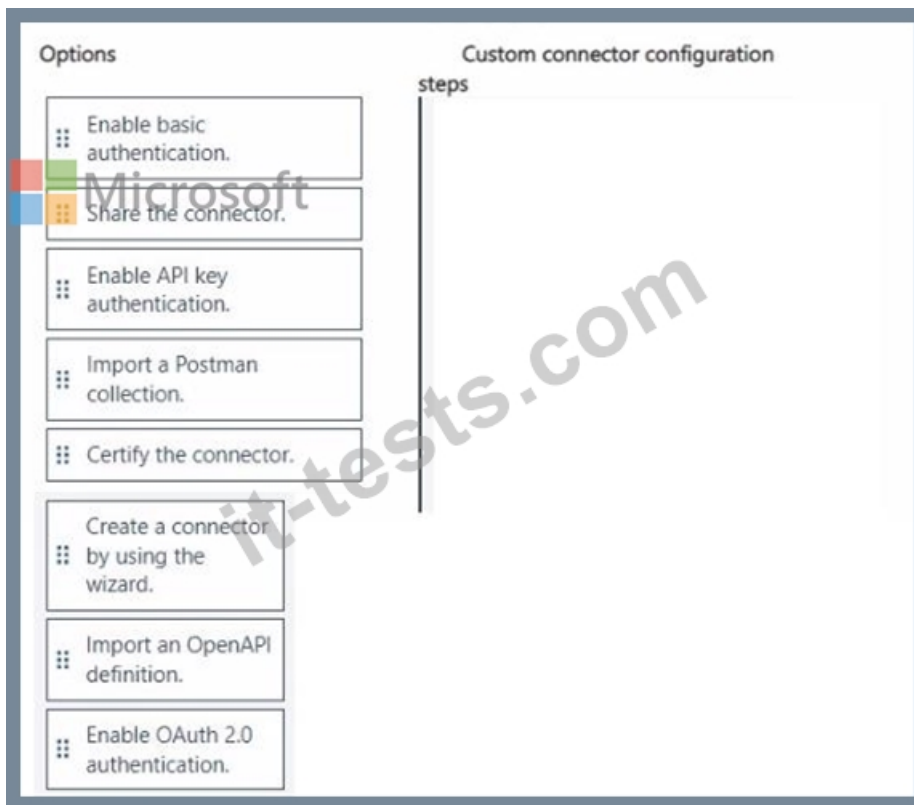 Options
Custom connector configuration
steps
Enable basic
authentication.
Microsoft
Share the connector.
Enable API key
authentication.
Import a Postman
collection.
Certify the connector.
it-tests.com
Create a connector
by using the
wizard.
Import an OpenAPI
definition.
Enable OAuth 2.0
authentication.